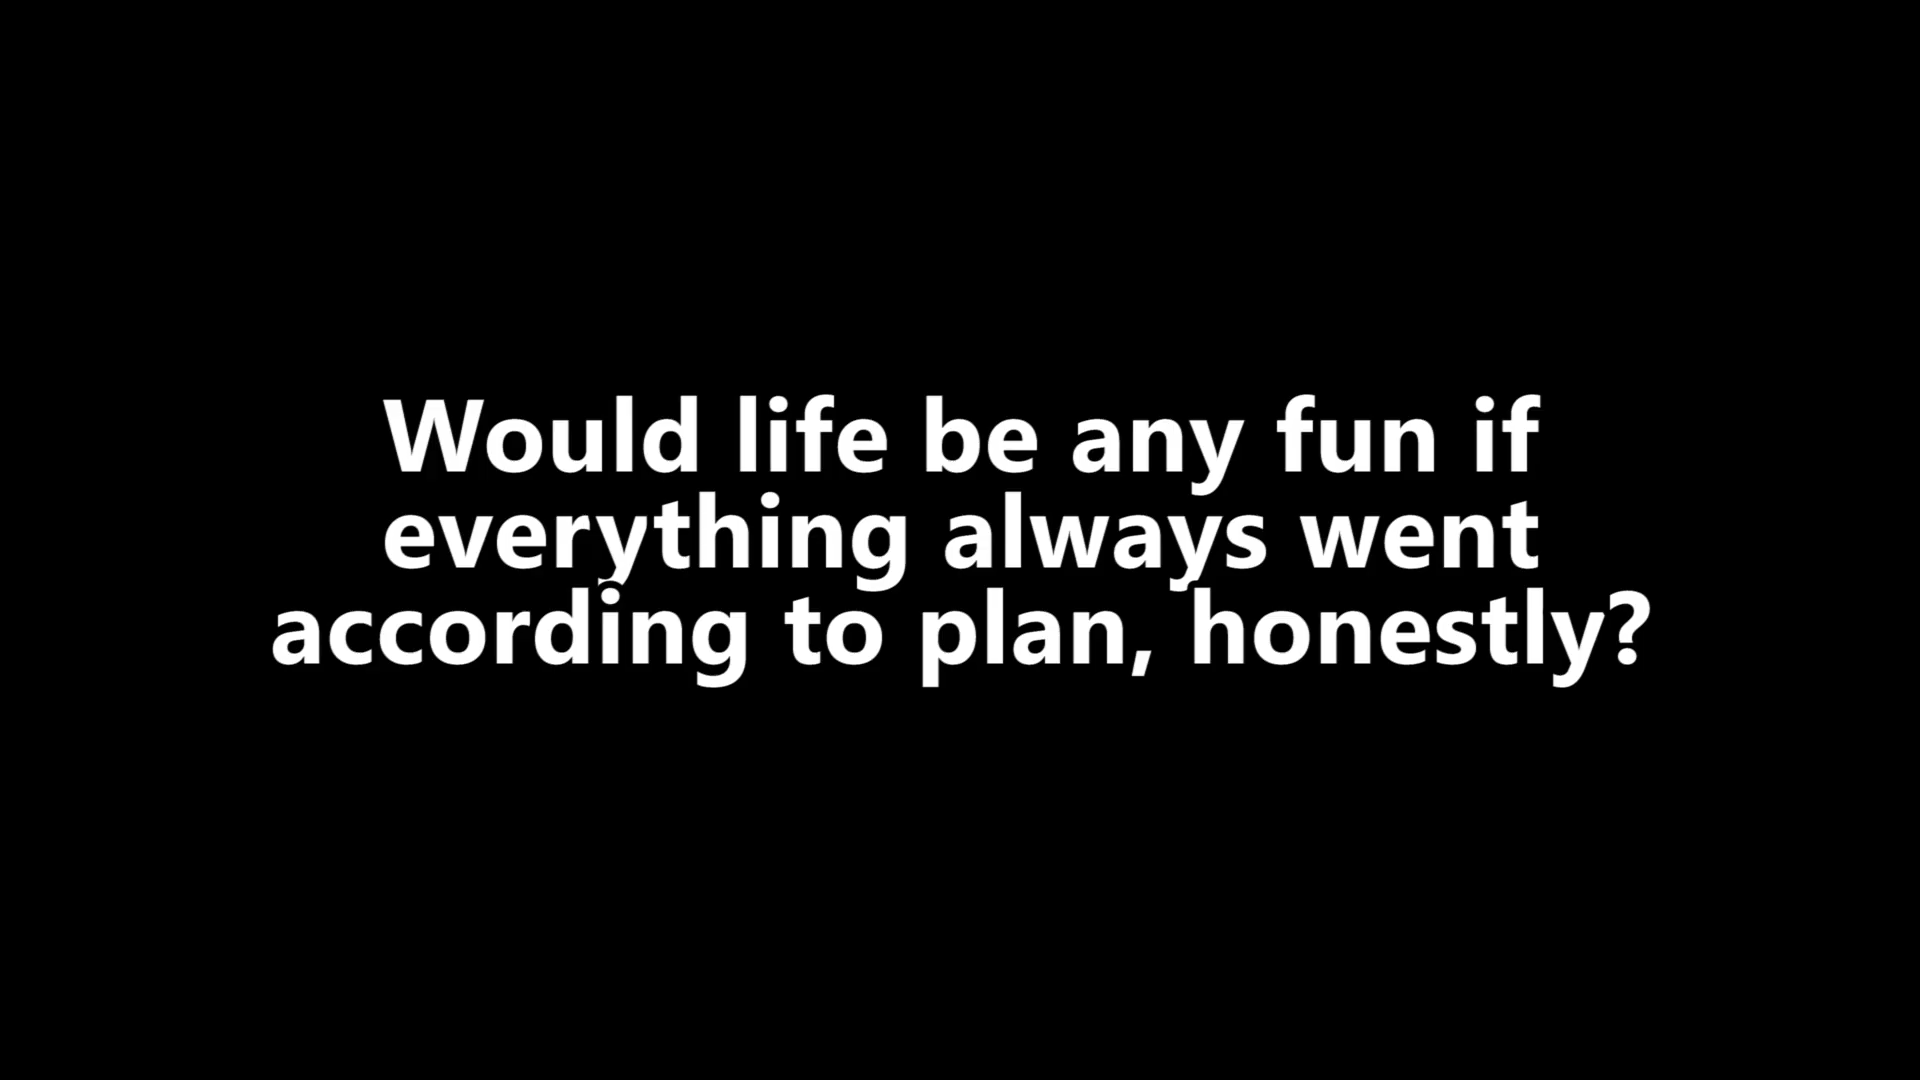 Would life be any fun if
everything always went
according to plan, honestly?